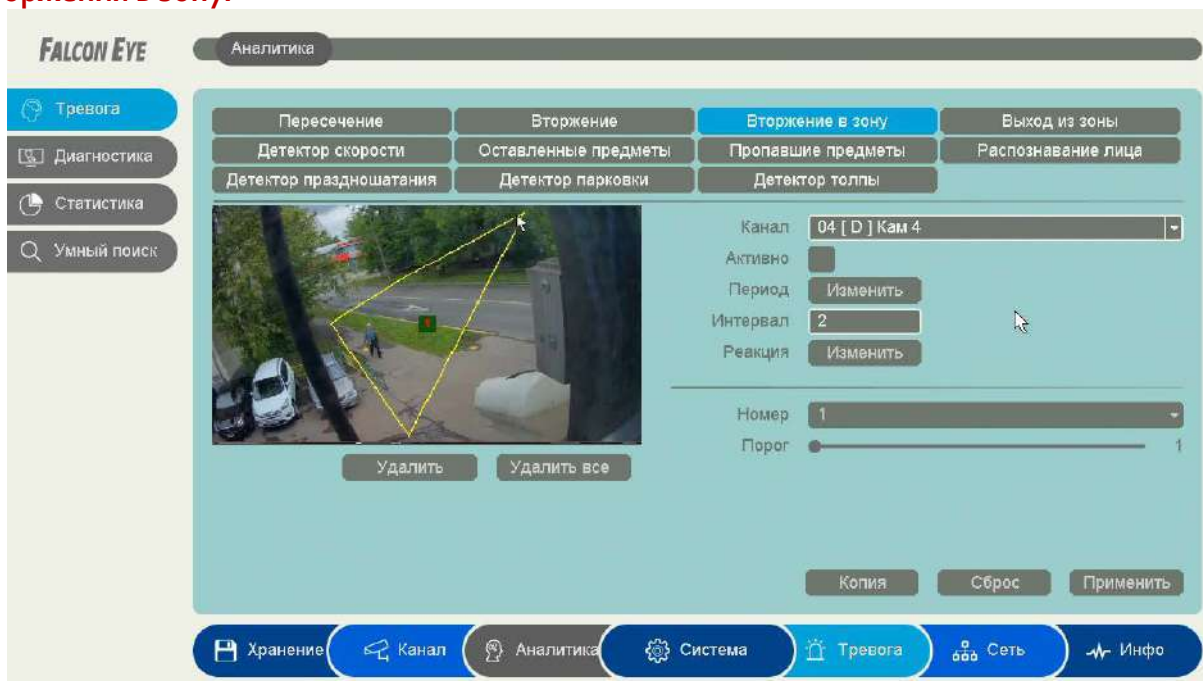 в зону.
FALCON EYE
Аналитика
Тревога
Диагностика
Статистика
Умный поиск
Пересечение
Вторжение
Вторжение в зону
Выход из зоны
Детектор скорости
Оставленные предметы
Пропавшие предметы
Распознавание лица
Детектор праздношатания
Детектор парковки
Детектор толпы
Канал 04 [ D ] Кам 4
Активно
Период Изменить
Интервал 2
Реакция Изменить
1
Номер 1
Порог 1
Удалить
Удалить все
Копия
Сброс
Применить
Хранение
Канал
Аналитика
Система
Тревога
Сеть
Инфо